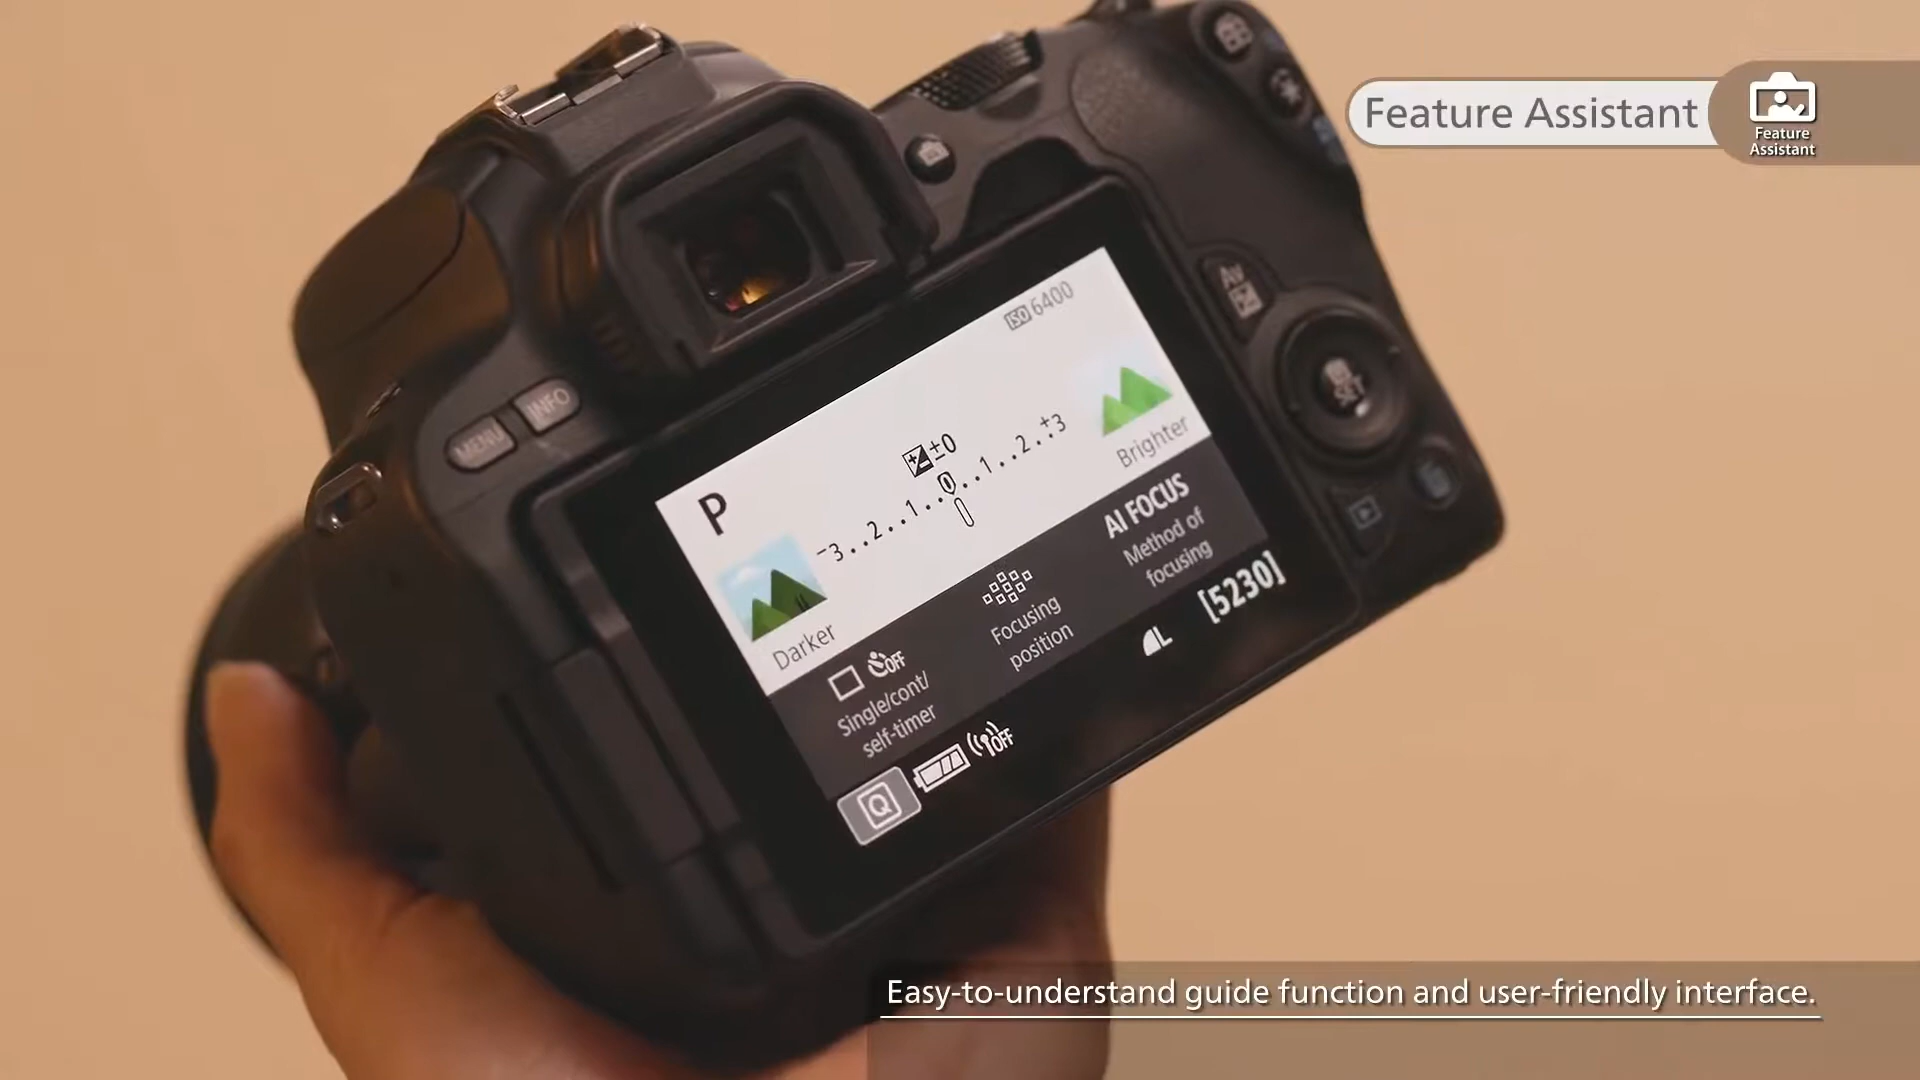 Feature Assistant
Feature
Assistant
MENU
INFO
Av
SET
P
ISO 6400
±0
-3..2..1..0..1..2..+3
Darker
Brighter
OFF
Single/cont/
self-timer
Focusing
position
AI FOCUS
Method of
focusing
Q
OFF
L
[5230]
Easy-to-understand guide function and user-friendly interface.